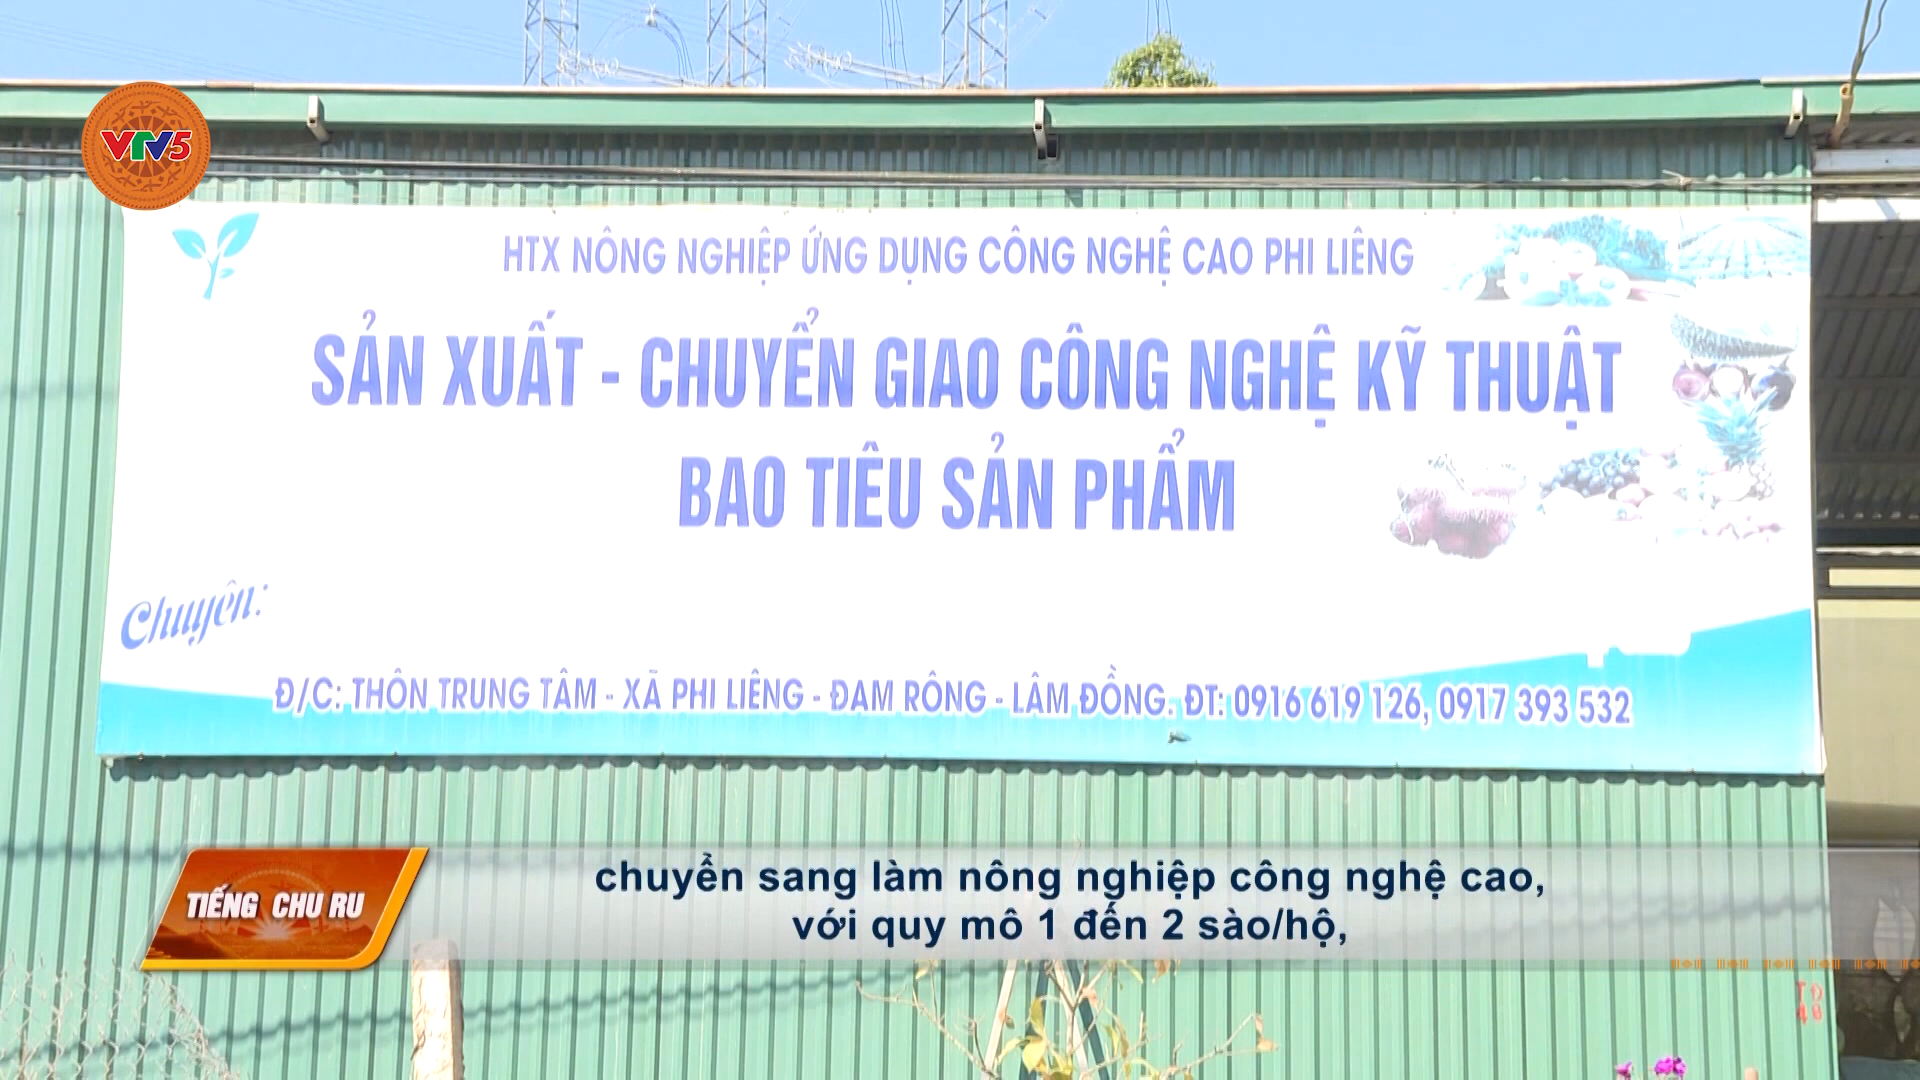 VTV5
HTX NÔNG NGHIỆP ỨNG DỤNG CÔNG NGHỆ CAO PHI LIÊNG
SẢN XUẤT - CHUYỂN GIAO CÔNG NGHỆ KỸ THUẬT
BAO TIÊU SẢN PHẨM
Chuyên:
Đ/C: THÔN TRUNG TÂM - XÃ PHI LIÊNG - ĐAM RÔNG - LÂM ĐỒNG. ĐT: 0916 619 126, 0917 393 532
TIẾNG CHU RU
chuyển sang làm nông nghiệp công nghệ cao,
với quy mô 1 đến 2 sào/hộ,